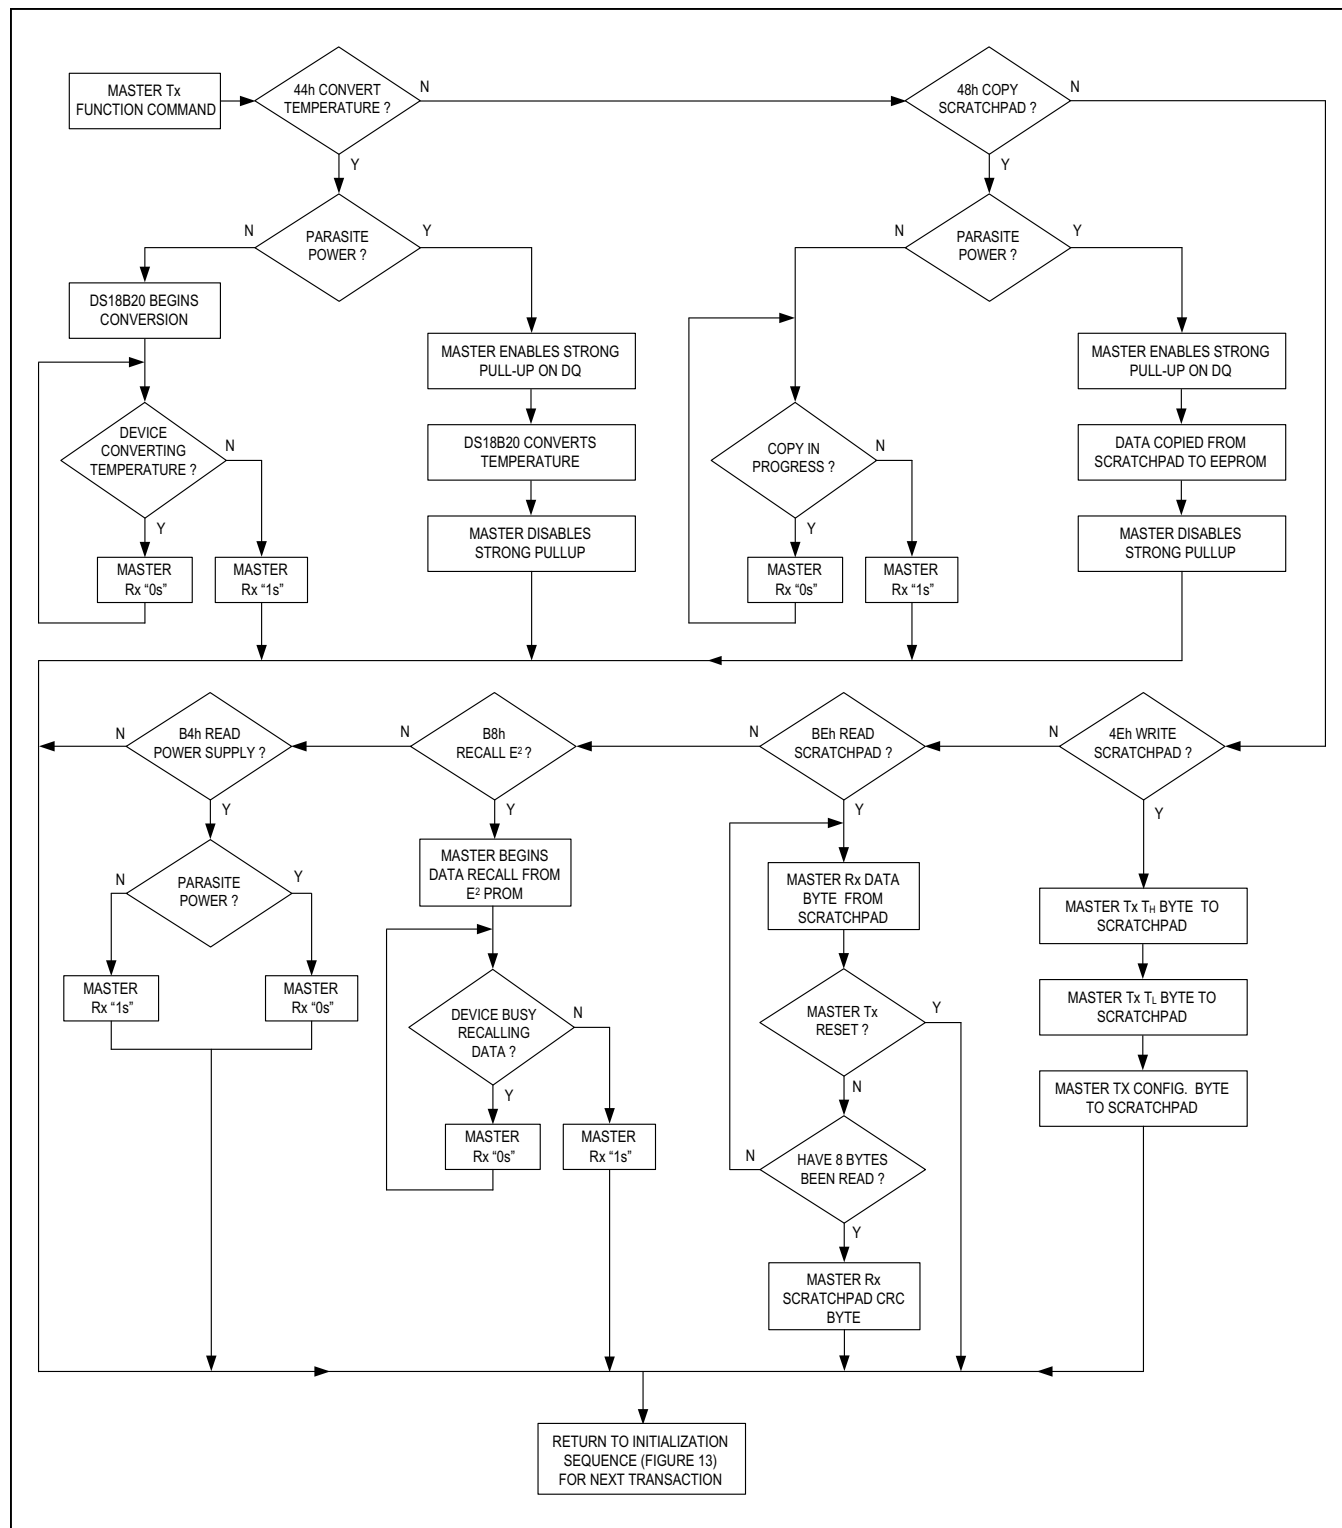 MASTER Tx
FUNCTION COMMAND
44h CONVERT
TEMPERATURE ?
N
48h COPY
SCRATCHPAD ?
N
Y
Y
N
PARASITE
POWER ?
Y
N
PARASITE
POWER ?
Y
DS18B20 BEGINS
CONVERSION
MASTER ENABLES STRONG
PULL-UP ON DQ
MASTER ENABLES STRONG
PULL-UP ON DQ
DEVICE
CONVERTING
TEMPERATURE ?
N
DS18B20 CONVERTS
TEMPERATURE
COPY IN
PROGRESS ?
N
DATA COPIED FROM
SCRATCHPAD TO EEPROM
Y
MASTER DISABLES
STRONG PULLUP
Y
MASTER DISABLES
STRONG PULLUP
MASTER
Rx “0s”
MASTER
Rx “1s”
MASTER
Rx “0s”
MASTER
Rx “1s”
N
B4h READ
POWER SUPPLY ?
N
B8h
RECALL E² ?
N
BEh READ
SCRATCHPAD ?
N
4Eh WRITE
SCRATCHPAD ?
Y
Y
Y
Y
N
PARASITE
POWER ?
Y
MASTER BEGINS
DATA RECALL FROM
E² PROM
MASTER Rx DATA
BYTE FROM
SCRATCHPAD
MASTER Tx T_H BYTE TO
SCRATCHPAD
MASTER
Rx “1s”
MASTER
Rx “0s”
DEVICE BUSY
RECALLING
DATA ?
N
MASTER Tx
RESET ?
Y
MASTER Tx T_L BYTE TO
SCRATCHPAD
Y
N
MASTER TX CONFIG. BYTE
TO SCRATCHPAD
MASTER
Rx “0s”
MASTER
Rx “1s”
N
HAVE 8 BYTES
BEEN READ ?
Y
MASTER Rx
SCRATCHPAD CRC
BYTE
RETURN TO INITIALIZATION
SEQUENCE (FIGURE 13)
FOR NEXT TRANSACTION